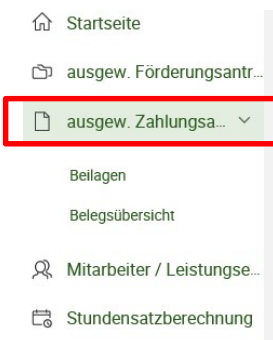 Startseite
ausgew. Förderungsantr...
ausgew. Zahlungsa...
Beilagen
Belegsübersicht
Mitarbeiter / Leistungse...
Stundensatzberechnung